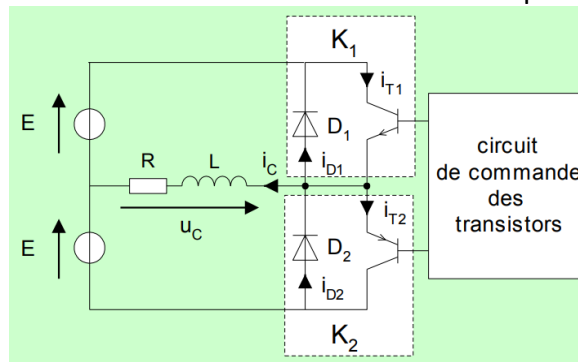 K1
iT1
E
D1
R
L
iC
iD1
uC
iT2
E
D2
iD2
K2
circuit
de commande
des
transistors